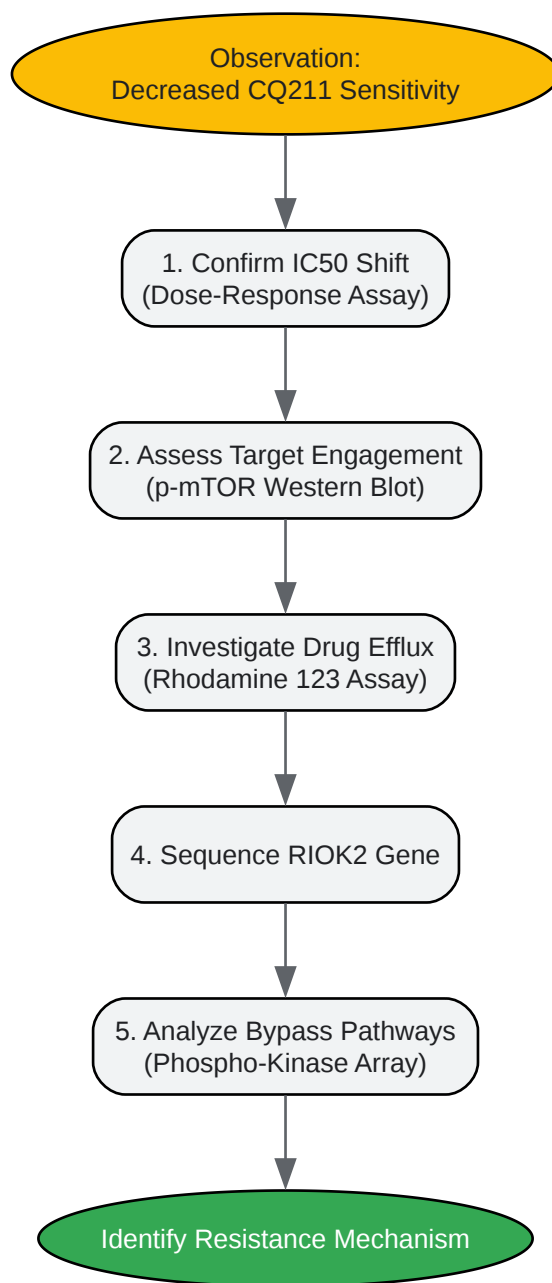 Observation:
Decreased CQ211 Sensitivity
1. Confirm IC50 Shift
(Dose-Response Assay)
2. Assess Target Engagement
(p-mTOR Western Blot)
3. Investigate Drug Efflux
(Rhodamine 123 Assay)
4. Sequence RIOK2 Gene
5. Analyze Bypass Pathways
(Phospho-Kinase Array)
Identify Resistance Mechanism